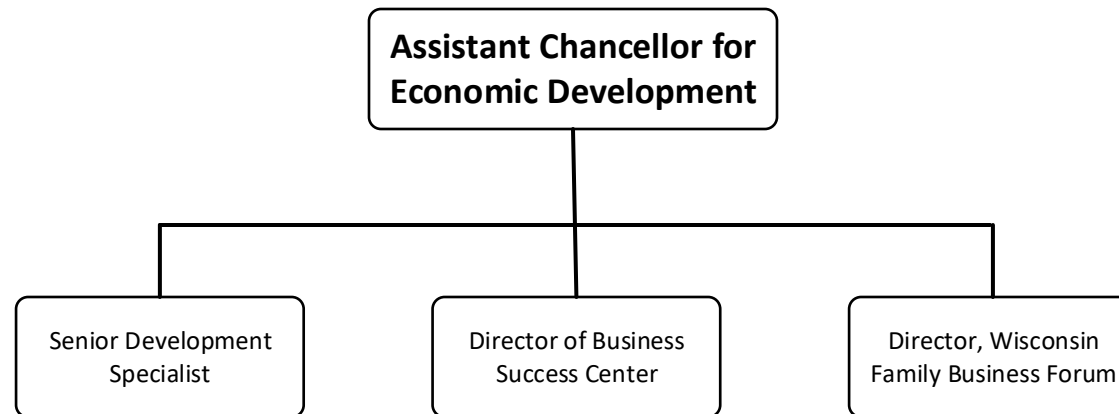 Assistant Chancellor for
Economic Development
Senior Development
Specialist
Director of Business
Success Center
Director, Wisconsin
Family Business Forum